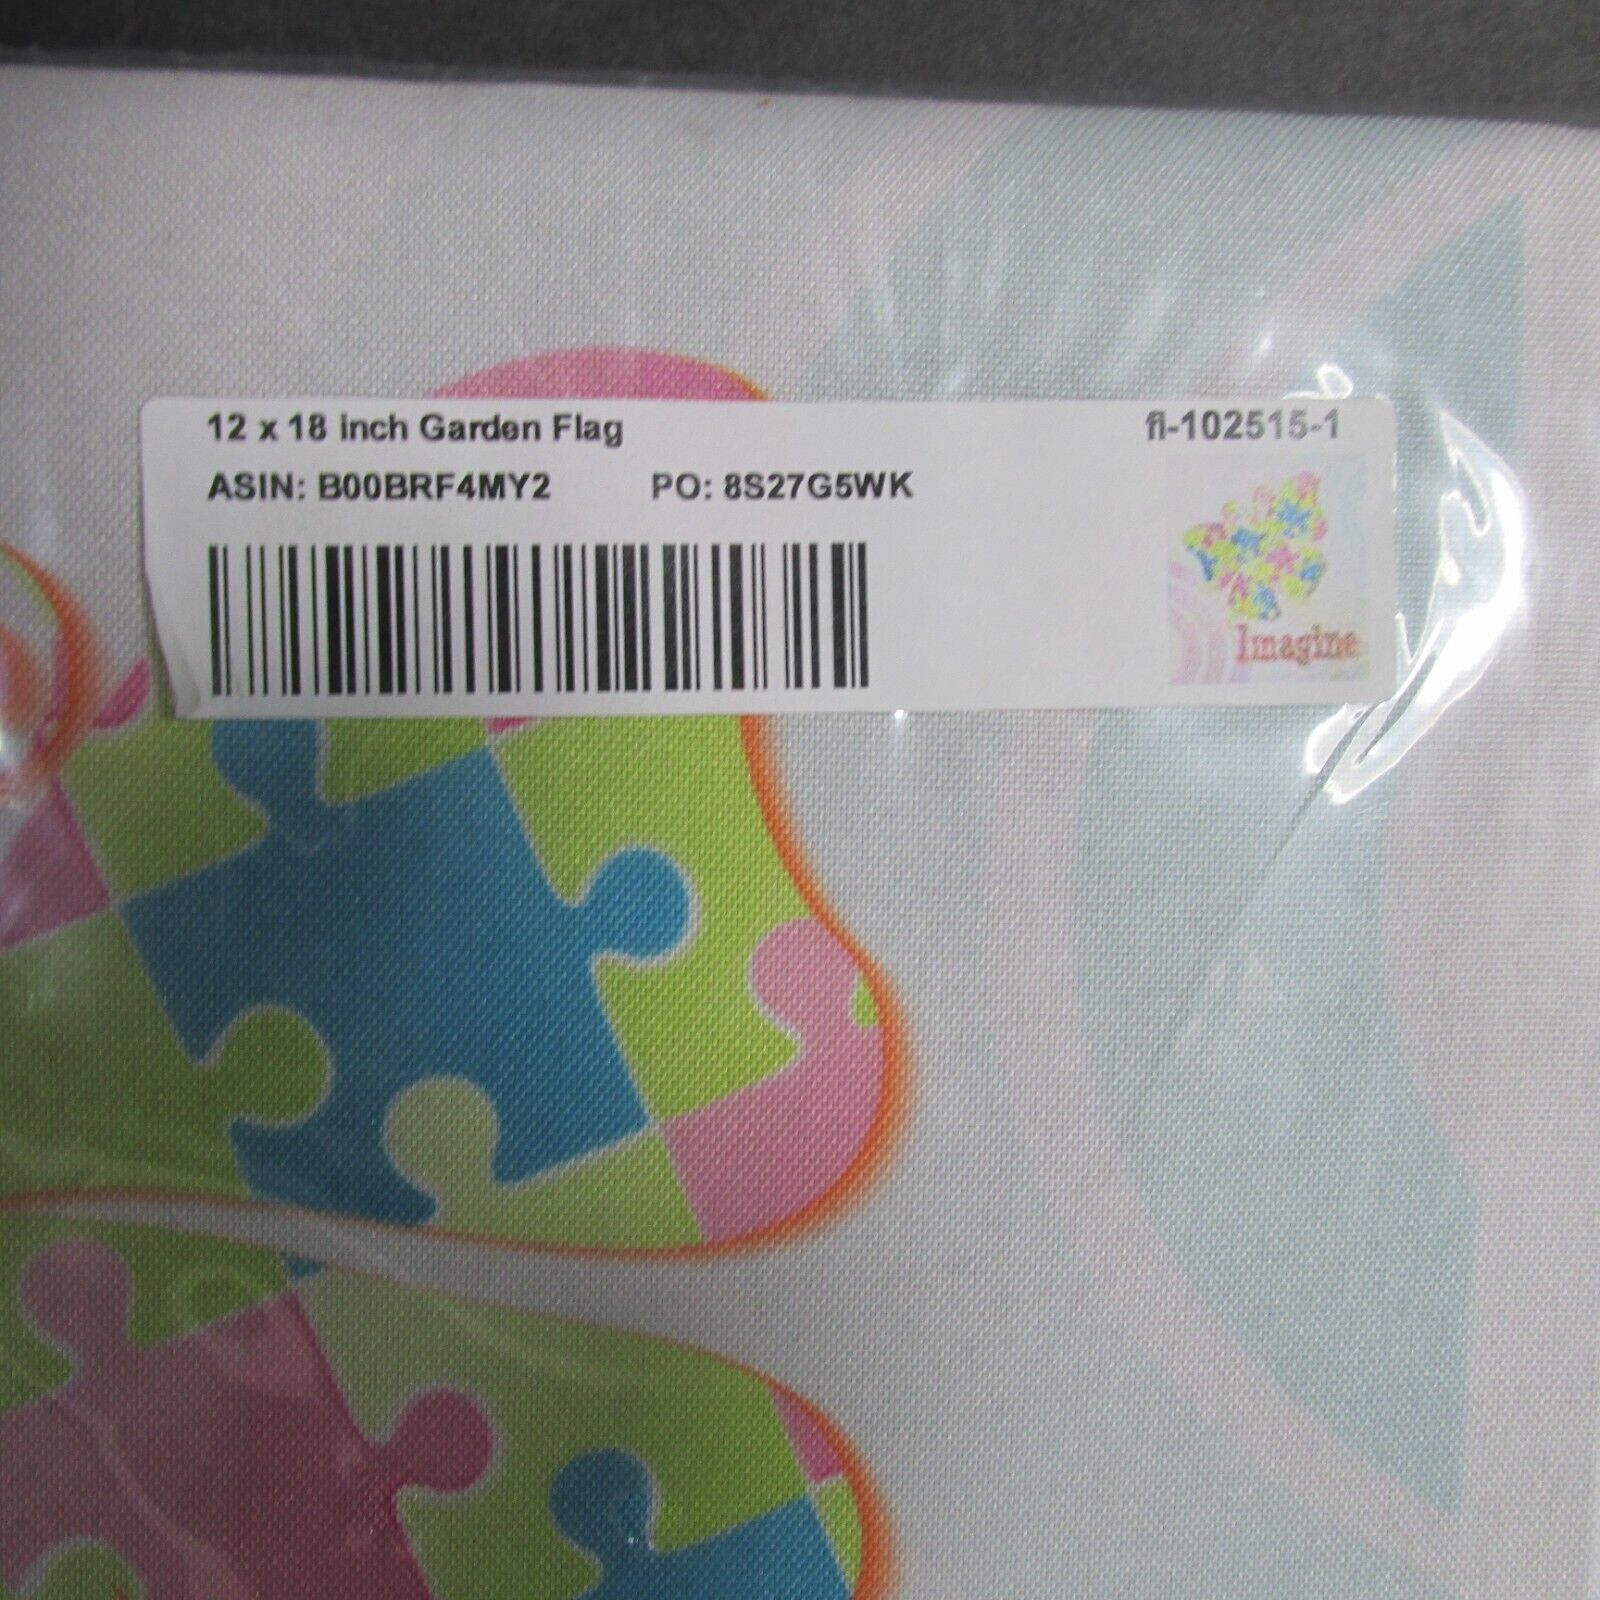 12 x 18 inch Garden Flag fl-102515-1
ASIN: B00BRF4MY2 PO: 8S27G5WK
Imagine